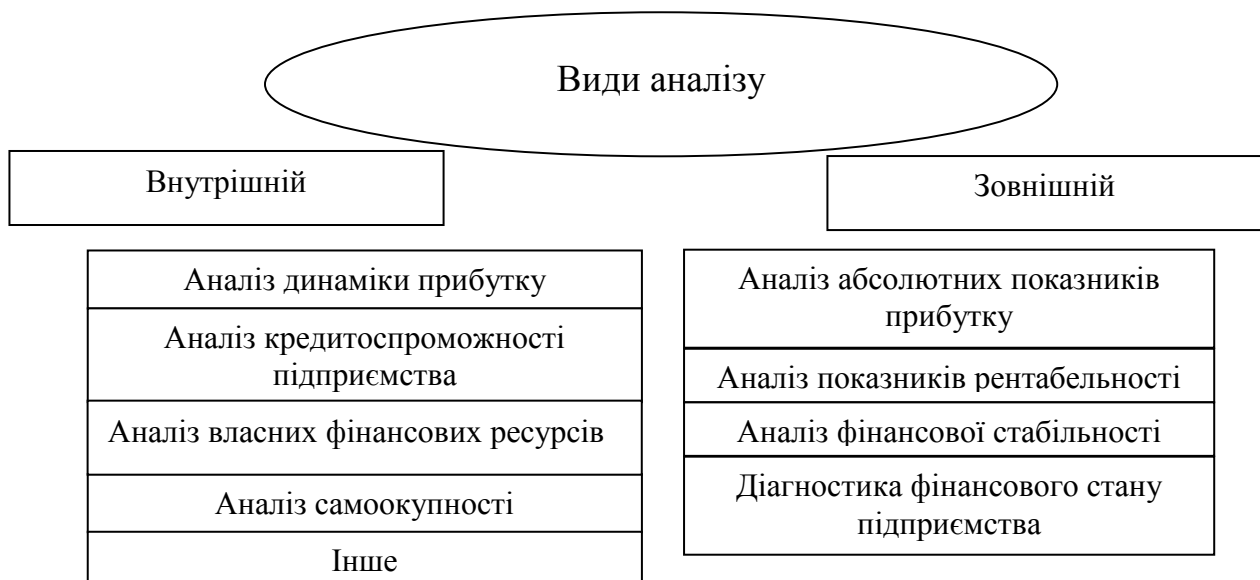 Види аналізу
Внутрішній
Зовнішній
Аналіз динаміки прибутку
Аналіз кредитоспроможності
підприємства
Аналіз власних фінансових ресурсів
Аналіз самоокупності
Інше
Аналіз абсолютних показників
прибутку
Аналіз показників рентабельності
Аналіз фінансової стабільності
Діагностика фінансового стану
підприємства